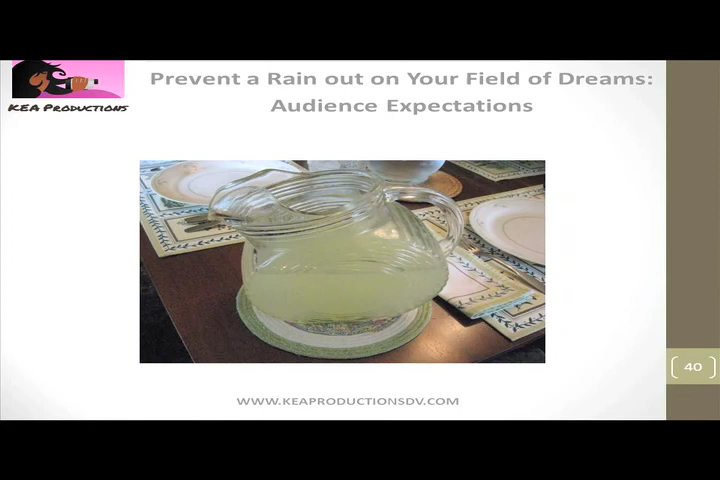 Prevent a Rain out on Your Field of Dreams:
Audience Expectations
KEA PRODUCTIONS
40
WWW.KEAPRODUCTIONSDV.COM